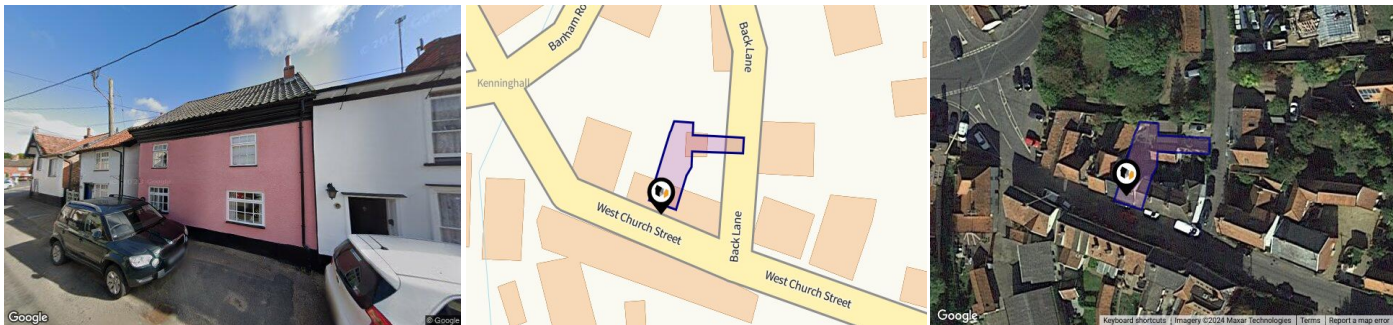 Google
© Google
Banham Ro
Kenninghall
Back Lane
West Church Street
Back Lane
West Church Street
Google
Keyboard shortcuts
Imagery ©2024 Maxar Technologies
Terms
Report a map error